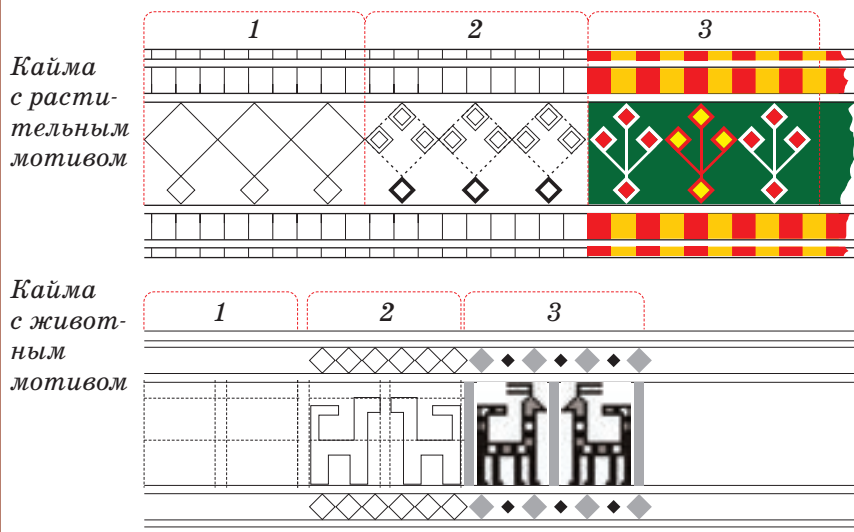 1 2 3
Кайма
с расти-
тельным
мотивом
Кайма
с живот-
ным
мотивом
1 2 3